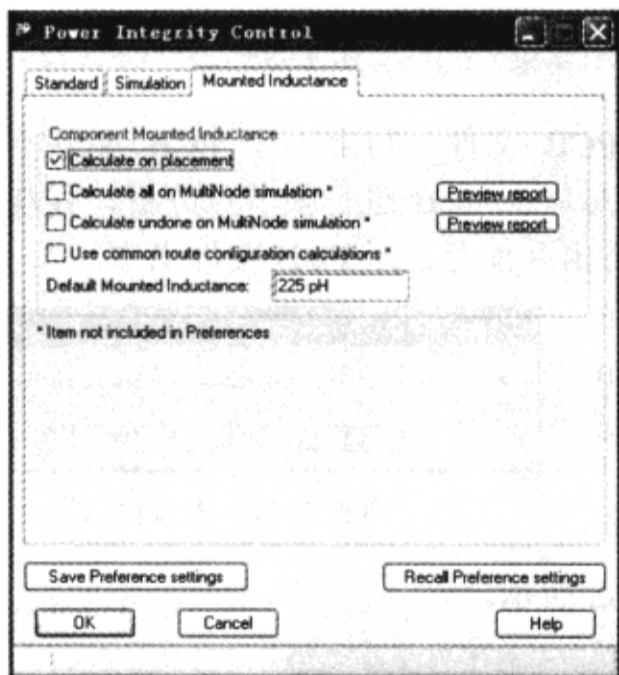 Power Integrity Control
Standard Simulation Mounted Inductance
Component Mounted Inductance
Calculate on placement
Calculate all on MultiNode simulation * Preview report
Calculate undone on MultiNode simulation * Preview report
Use common route configuration calculations *
Default Mounted Inductance: 225 pH
* Item not included in Preferences
Save Preference settings Recall Preference settings
OK Cancel Help